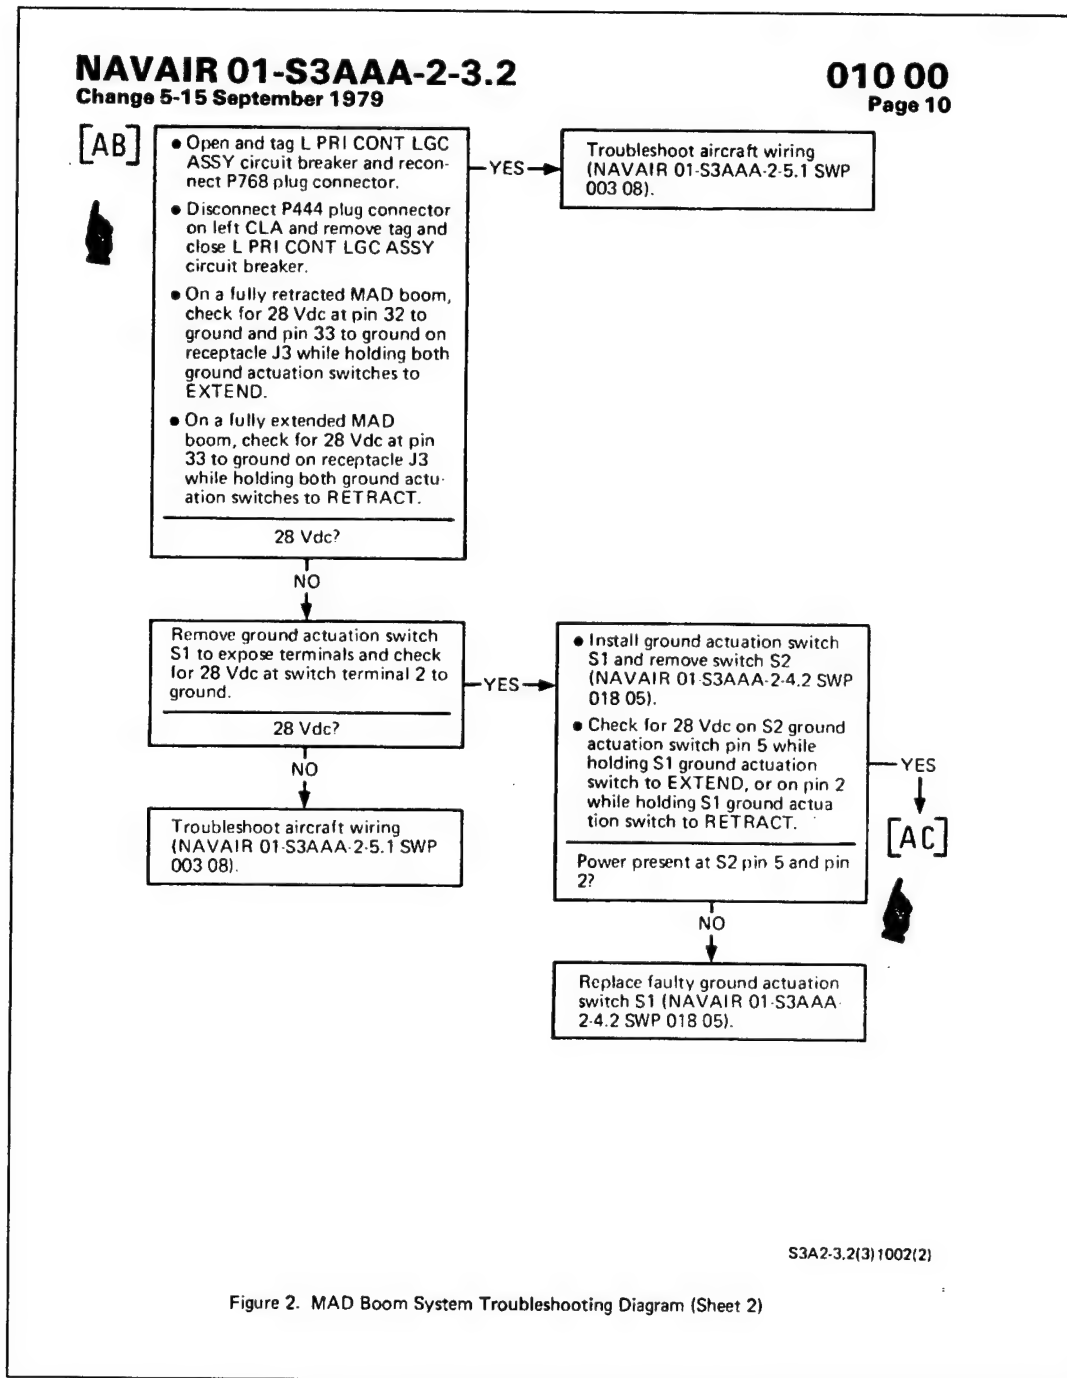 NAVAIR 01-S3AAA-2-3.2
Change 5-15 September 1979
010 00
Page 10
[AB]
• Open and tag L PRI CONT LGC
ASSY circuit breaker and recon-
nect P768 plug connector.
• Disconnect P444 plug connector
on left CLA and remove tag and
close L PRI CONT LGC ASSY
circuit breaker.
• On a fully retracted MAD boom,
check for 28 Vdc at pin 32 to
ground and pin 33 to ground on
receptacle J3 while holding both
ground actuation switches to
EXTEND.
• On a fully extended MAD
boom, check for 28 Vdc at pin
33 to ground on receptacle J3
while holding both ground actu-
ation switches to RETRACT.
28 Vdc?
YES
Troubleshoot aircraft wiring
(NAVAIR 01-S3AAA-2-5.1 SWP
003 08).
NO
Remove ground actuation switch
S1 to expose terminals and check
for 28 Vdc at switch terminal 2 to
ground.
28 Vdc?
YES
• Install ground actuation switch
S1 and remove switch S2
(NAVAIR 01-S3AAA-2-4.2 SWP
018 05).
• Check for 28 Vdc on S2 ground
actuation switch pin 5 while
holding S1 ground actuation
switch to EXTEND, or on pin 2
while holding S1 ground actua
tion switch to RETRACT.
Power present at S2 pin 5 and pin
2?
YES
[AC]
NO
Troubleshoot aircraft wiring
(NAVAIR 01-S3AAA-2-5.1 SWP
003 08).
NO
Replace faulty ground actuation
switch S1 (NAVAIR 01-S3AAA-
2-4.2 SWP 018 05).
S3A2-3.2(3)1002(2)
Figure 2. MAD Boom System Troubleshooting Diagram (Sheet 2)